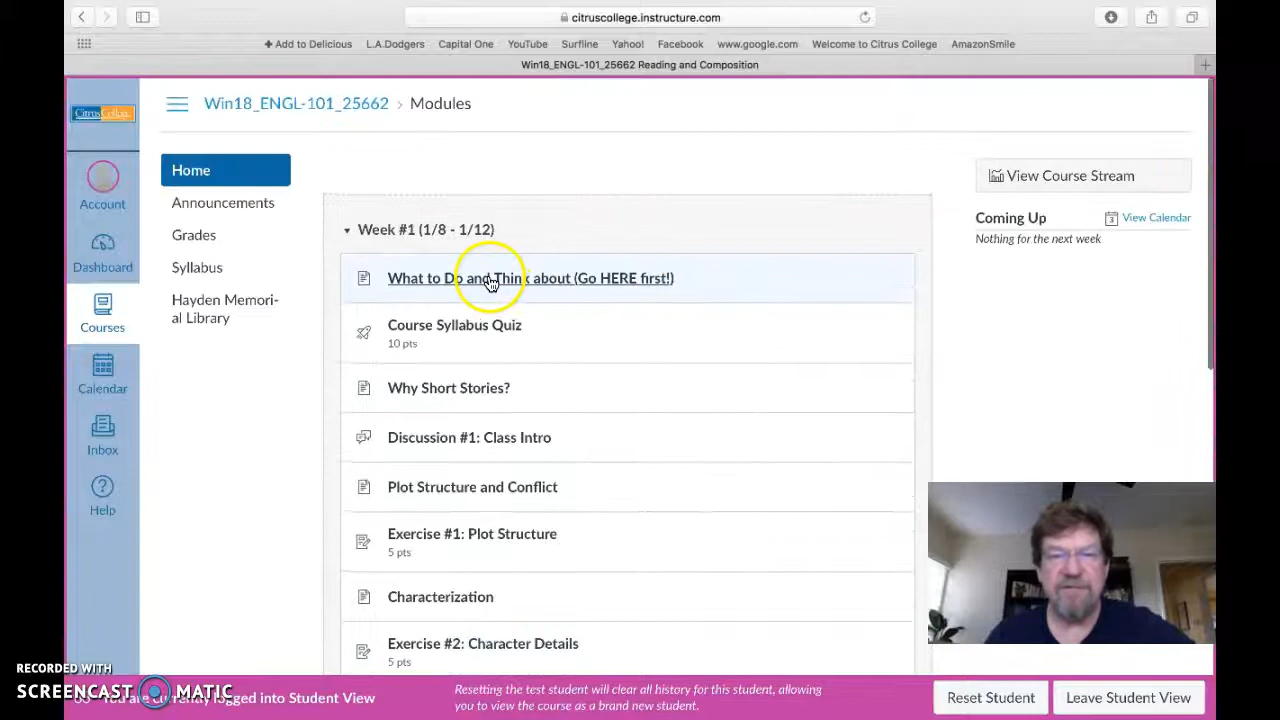 citruscollege.instructure.com
+ Add to Delicious L.A.Dodgers Capital One YouTube Surfline Yahoo! Facebook www.google.com Welcome to Citrus College AmazonSmile
Win18_ENGL-101_25662 Reading and Composition
Citrus College
Win18_ENGL-101_25662 > Modules
Account
Dashboard
Courses
Calendar
Inbox
Help
Home
Announcements
Grades
Syllabus
Hayden Memori-
al Library
Week #1 (1/8 - 1/12)
What to Do and Think about (Go HERE first!)
Course Syllabus Quiz
10 pts
Why Short Stories?
Discussion #1: Class Intro
Plot Structure and Conflict
Exercise #1: Plot Structure
5 pts
Characterization
Exercise #2: Character Details
5 pts
View Course Stream
Coming Up
3 View Calendar
Nothing for the next week
RECORDED WITH
SCREENCAST MATIC
You are currently logged into Student View
Resetting the test student will clear all history for this student, allowing
you to view the course as a brand new student.
Reset Student
Leave Student View